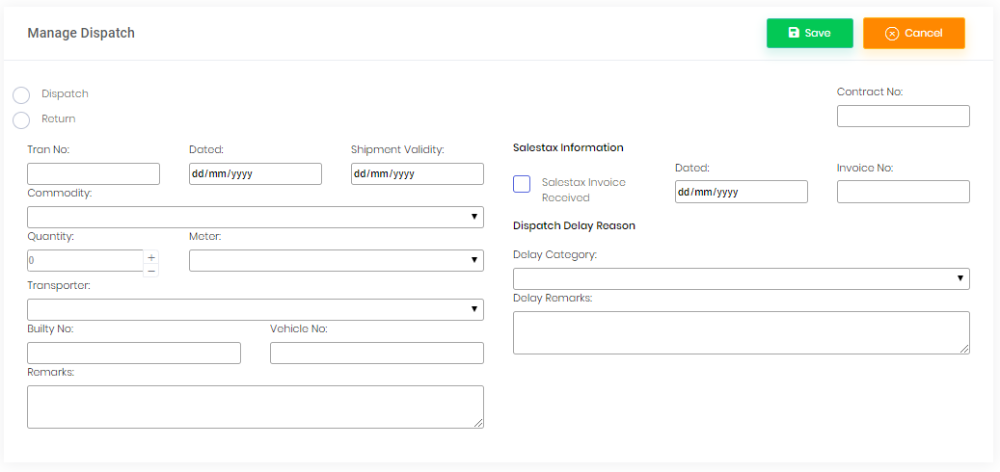 Manage Dispatch
Save
Cancel
Dispatch
Return
Contract No:
Tran No:
Dated:
Shipment Validity:
dd/mm/yyyy
dd/mm/yyyy
Commodity:
Quantity:
Meter:
0
Transporter:
Builty No:
Vehicle No:
Remarks:
Salestax Information
Salestax Invoice
Received
Dated:
dd/mm/yyyy
Invoice No:
Dispatch Delay Reason
Delay Category:
Delay Remarks: